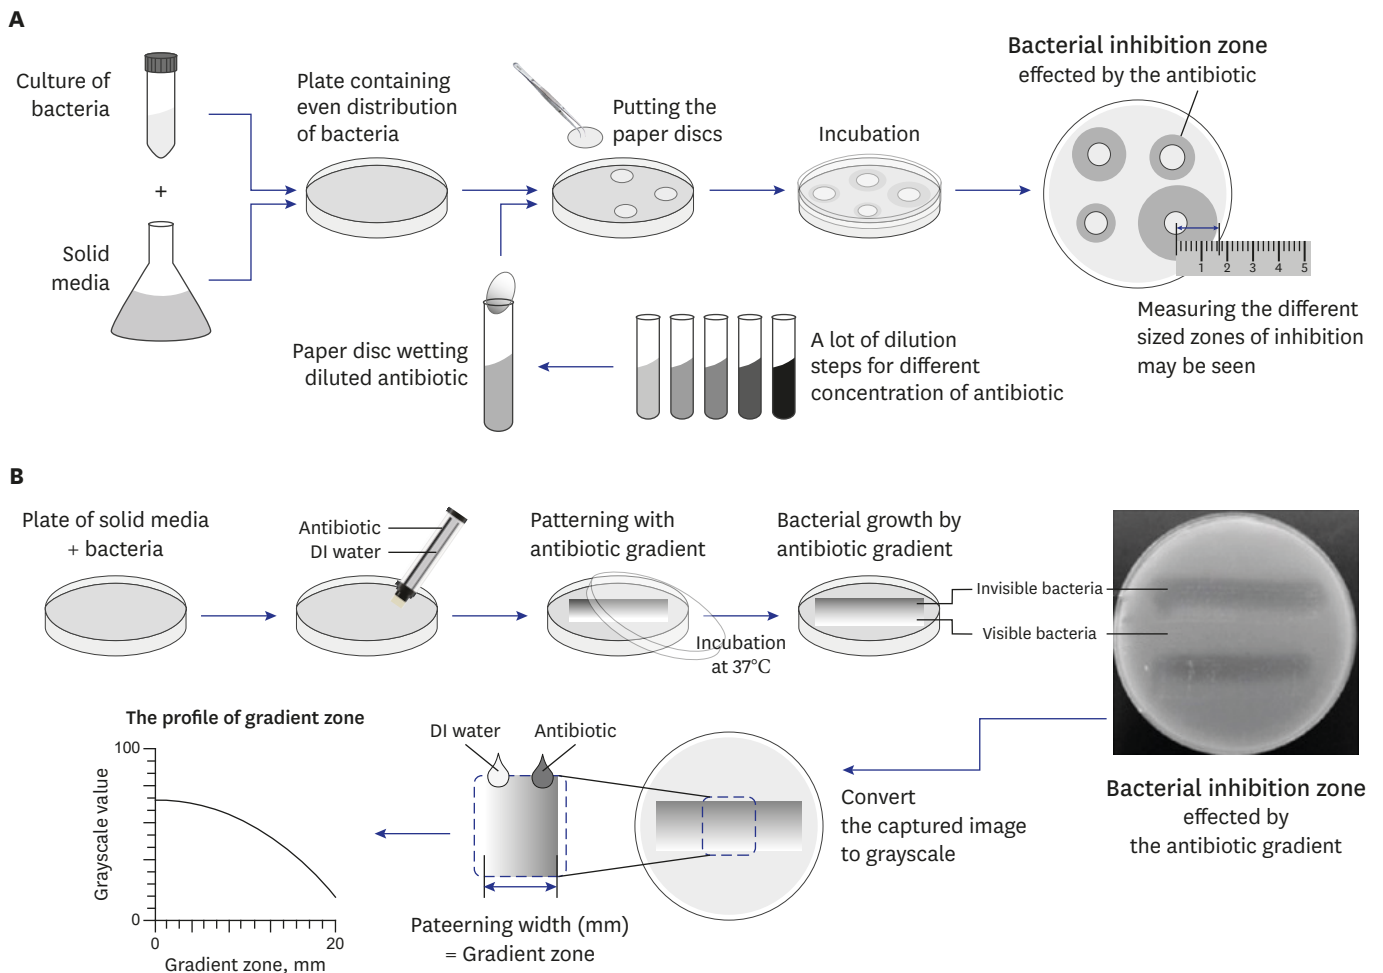 A
Culture of
bacteria
+
Solid
media
Plate containing
even distribution
of bacteria
Putting the
paper discs
Incubation
Bacterial inhibition zone
effected by the antibiotic
1 2 3 4 5
Measuring the different
sized zones of inhibition
may be seen
Paper disc wetting
diluted antibiotic
A lot of dilution
steps for different
concentration of antibiotic
B
Plate of solid media
+ bacteria
Antibiotic
DI water
Patterning with
antibiotic gradient
Incubation
at 37°C
Bacterial growth by
antibiotic gradient
Invisible bacteria
Visible bacteria
Bacterial inhibition zone
effected by
the antibiotic gradient
Convert
the captured image
to grayscale
DI water
Antibiotic
Pateerning width (mm)
= Gradient zone
The profile of gradient zone
100
Grayscale value
0
0 20
Gradient zone, mm